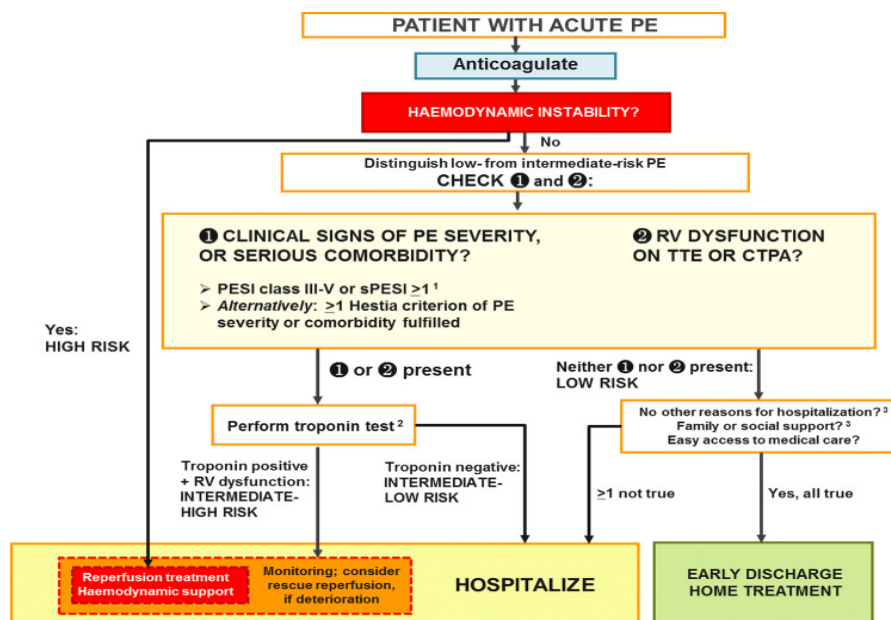 PATIENT WITH ACUTE PE
Anticoagulate
HAEMODYNAMIC INSTABILITY?
No
Distinguish low- from intermediate-risk PE
CHECK ❶ and ❷:
❶ CLINICAL SIGNS OF PE SEVERITY,
OR SERIOUS COMORBIDITY?
➢ PESI class III-V or sPESI ≥1 ¹
➢ Alternatively: ≥1 Hestia criterion of PE
severity or comorbidity fulfilled
❷ RV DYSFUNCTION
ON TTE OR CTPA?
Yes:
HIGH RISK
❶ or ❷ present
Neither ❶ nor ❷ present:
LOW RISK
Perform troponin test ²
No other reasons for hospitalization? ³
Family or social support? ³
Easy access to medical care?
Troponin positive
+ RV dysfunction:
INTERMEDIATE-
HIGH RISK
Troponin negative:
INTERMEDIATE-
LOW RISK
≥1 not true
Yes, all true
Reperfusion treatment
Haemodynamic support
Monitoring; consider
rescue reperfusion,
if deterioration
HOSPITALIZE
EARLY DISCHARGE
HOME TREATMENT